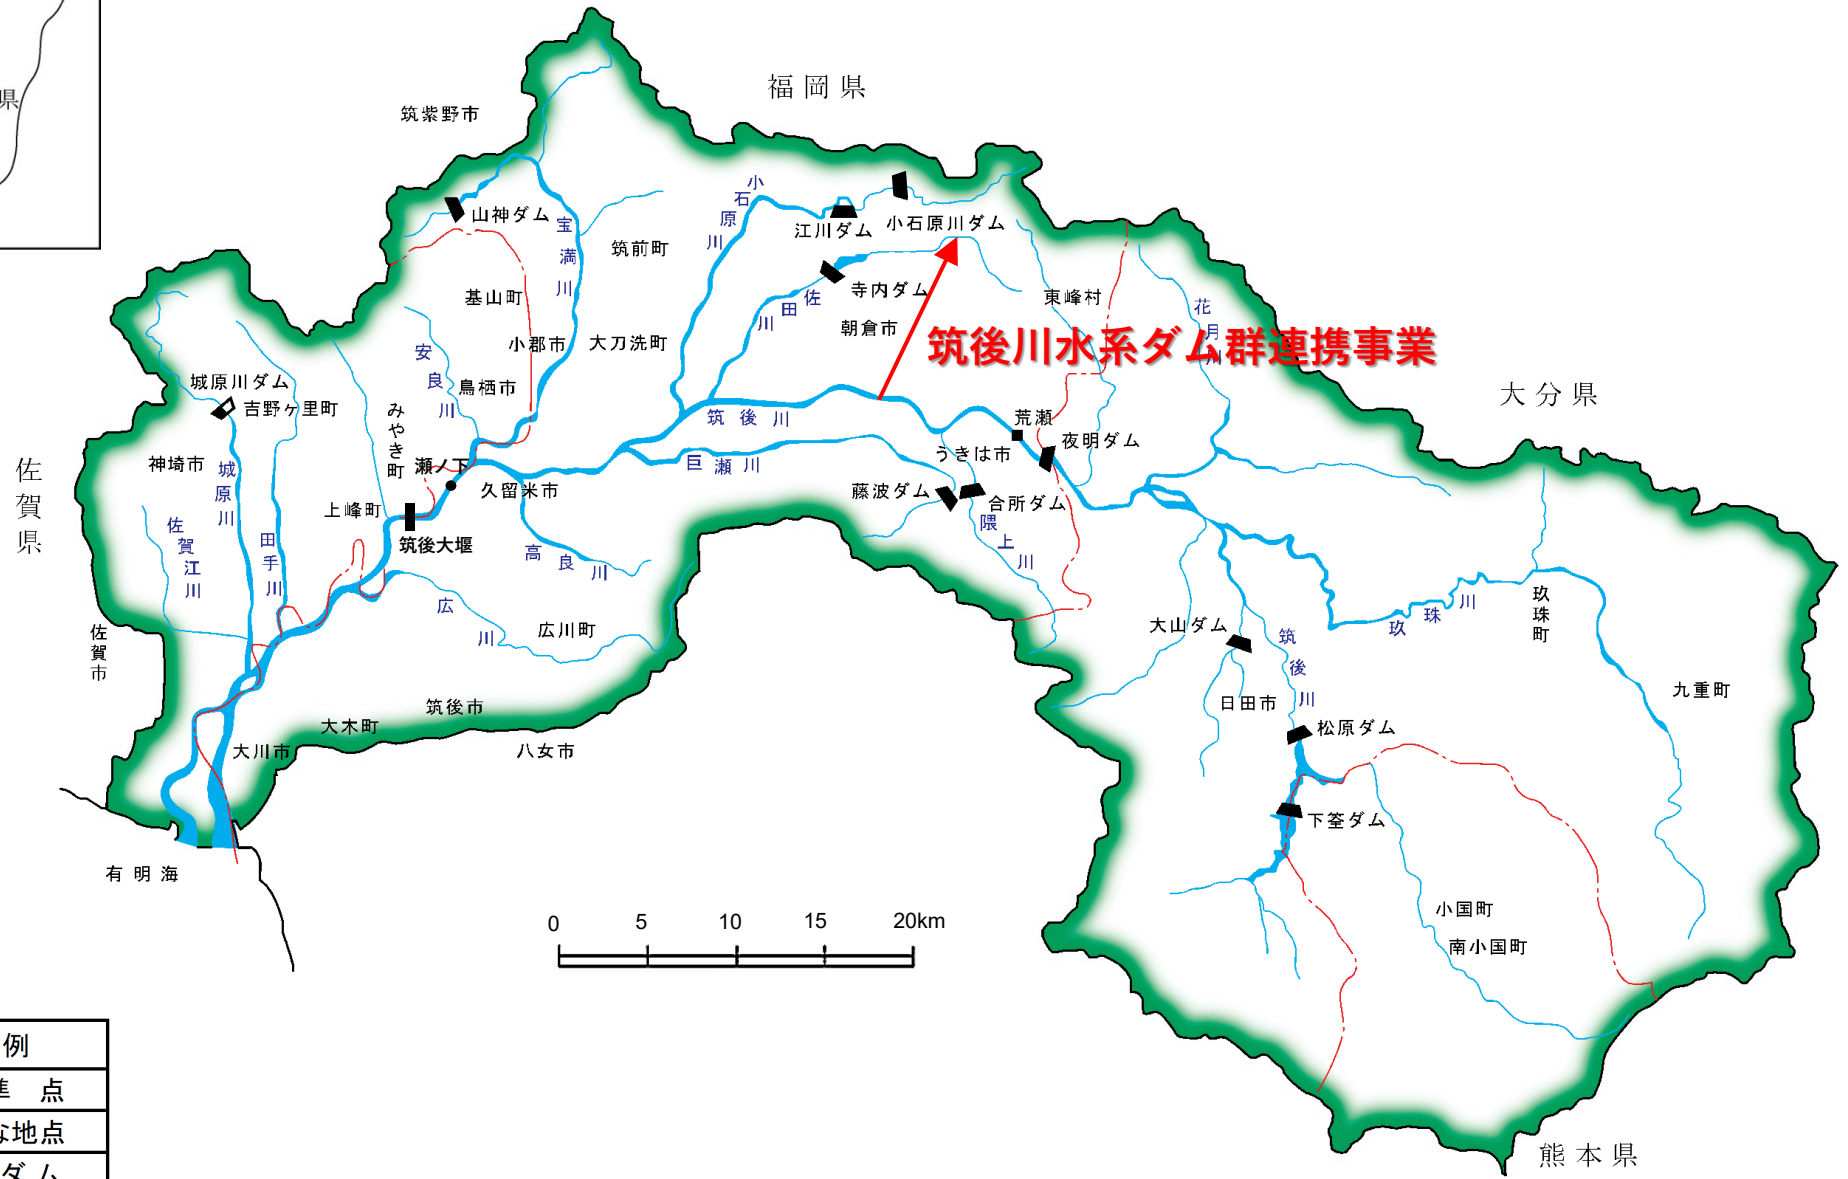 県
福岡県
筑紫野市
山神ダム
宝満川
筑前町
小石原川
江川ダム
小石原川ダム
寺内ダム
佐田川
朝倉市
東峰村
花月川
筑後川水系ダム群連携事業
基山町
小郡市
大刀洗町
安良川
鳥栖市
みやき町
城原川ダム
吉野ヶ里町
大分県
佐賀県
神埼市
城原川
瀬ノ下
久留米市
筑後川
巨瀬川
荒瀬
うきは市
夜明ダム
藤波ダム
合所ダム
隈上川
上峰町
筑後大堰
佐賀江川
田手川
高良川
広川
広川町
佐賀市
大山ダム
筑後川
玖珠川
玖珠町
九重町
日田市
松原ダム
下筌ダム
筑後市
大木町
大川市
八女市
有明海
小国町
南小国町
熊本県
0 5 10 15 20km
例
準 点
な地点
ダム